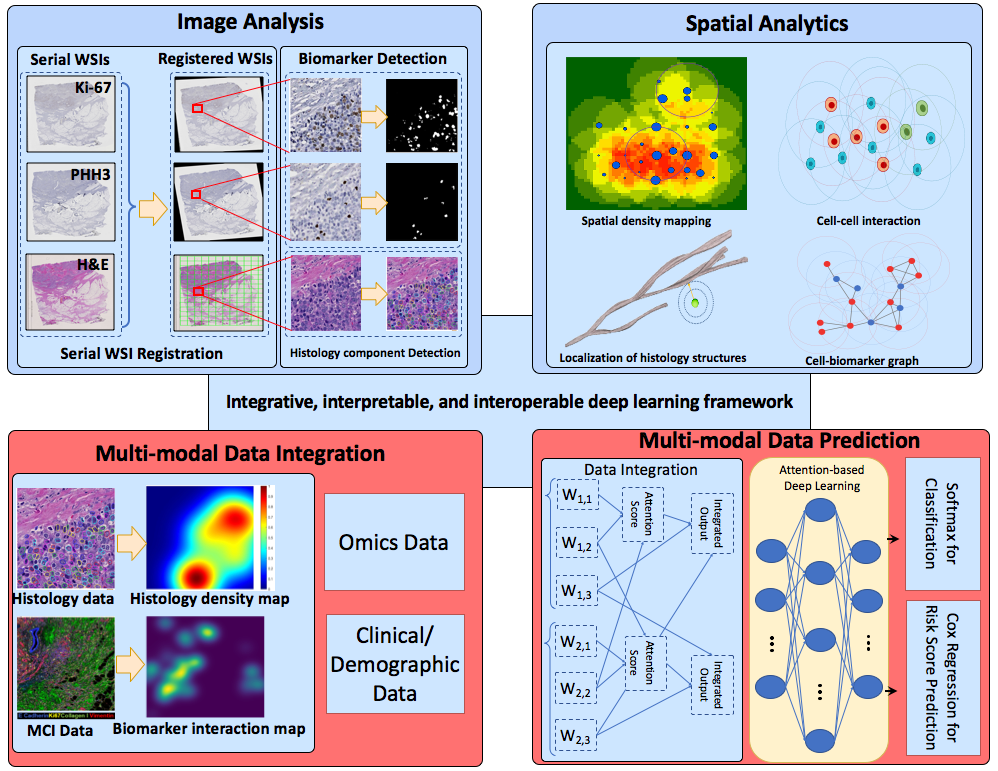 Image Analysis
Serial WSIs
Registered WSIs
Biomarker Detection
Ki-67
PHH3
H&E
Serial WSI Registration
Histology component Detection
Spatial Analytics
Spatial density mapping
Cell-cell interaction
Localization of histology structures
Cell-biomarker graph
Integrative, interpretable, and interoperable deep learning framework
Multi-modal Data Integration
Histology data
Histology density map
MCI Data
Biomarker interaction map
Omics Data
Clinical/
Demographic
Data
Multi-modal Data Prediction
Data Integration
W1,1
W1,2
W1,3
W2,1
W2,2
W2,3
Attention
Score
Integrated
Output
Attention
Score
Integrated
Output
Attention-based
Deep Learning
Softmax for
Classification
Cox Regression for
Risk Score Prediction